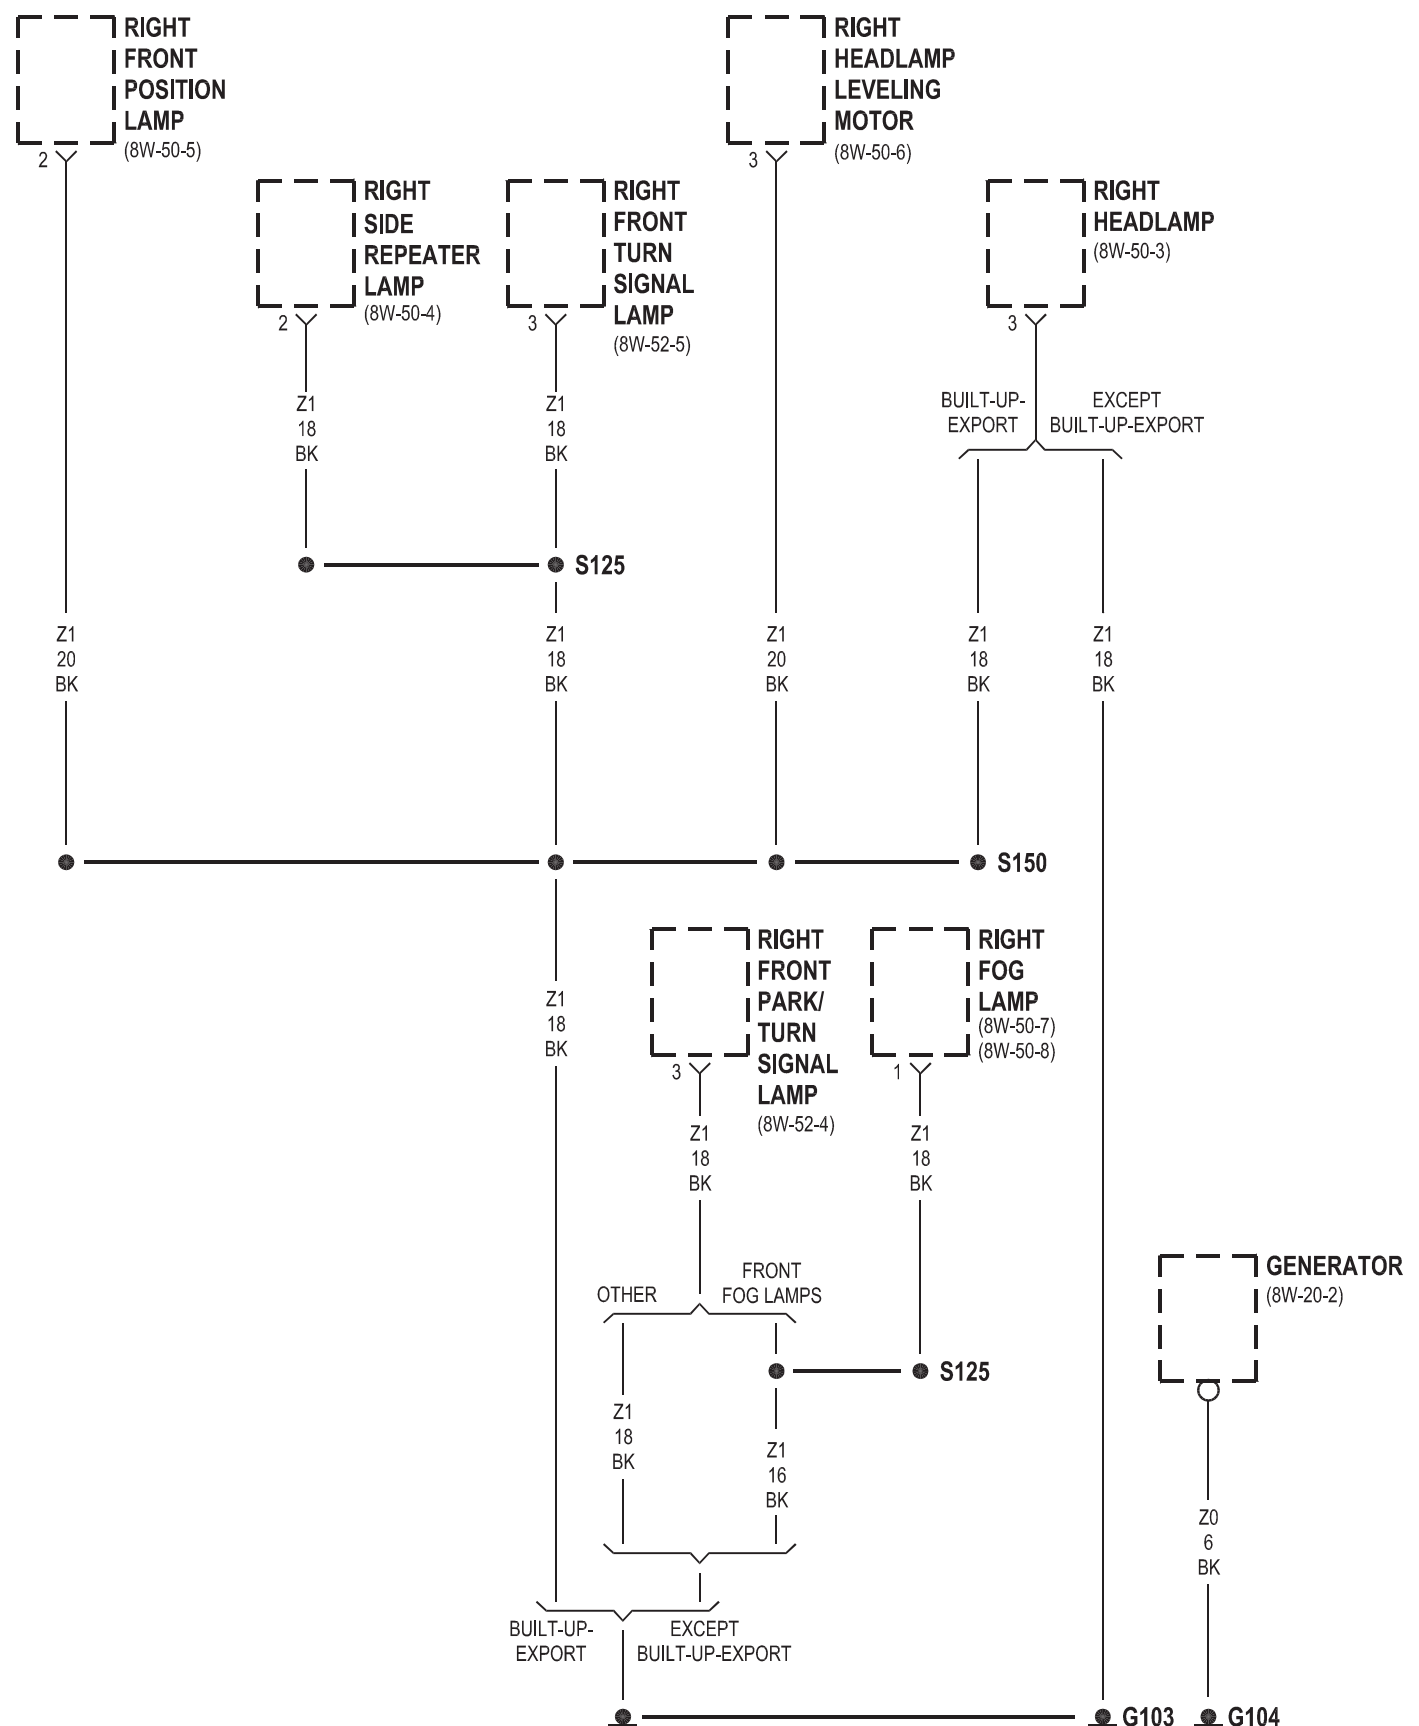 RIGHT
FRONT
POSITION
LAMP
(8W-50-5)
2
RIGHT
HEADLAMP
LEVELING
MOTOR
(8W-50-6)
3
RIGHT
SIDE
REPEATER
LAMP
(8W-50-4)
2
RIGHT
FRONT
TURN
SIGNAL
LAMP
(8W-52-5)
3
RIGHT
HEADLAMP
(8W-50-3)
3
Z1
18
BK
Z1
18
BK
BUILT-UP-
EXPORT
EXCEPT
BUILT-UP-EXPORT
S125
Z1
20
BK
Z1
18
BK
Z1
20
BK
Z1
18
BK
Z1
18
BK
S150
Z1
18
BK
RIGHT
FRONT
PARK/
TURN
SIGNAL
LAMP
(8W-52-4)
3
RIGHT
FOG
LAMP
(8W-50-7)
(8W-50-8)
1
Z1
18
BK
Z1
18
BK
OTHER
FRONT
FOG LAMPS
GENERATOR
(8W-20-2)
S125
Z1
18
BK
Z1
16
BK
Z0
6
BK
BUILT-UP-
EXPORT
EXCEPT
BUILT-UP-EXPORT
G103
G104